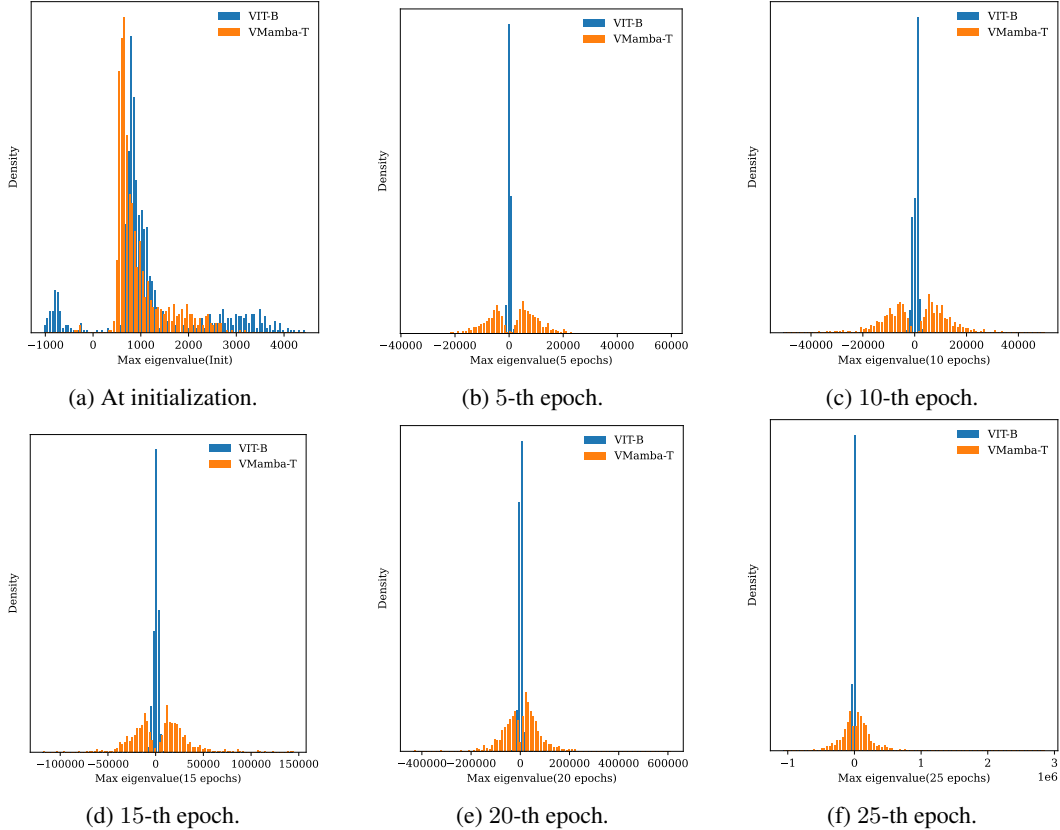 VIT-B
VMamba-T
Density
−1000 0 1000 2000 3000 4000
Max eigenvalue(Init)
(a) At initialization.
VIT-B
VMamba-T
Density
−40000 −20000 0 20000 40000 60000
Max eigenvalue(5 epochs)
(b) 5-th epoch.
VIT-B
VMamba-T
Density
−40000 −20000 0 20000 40000
Max eigenvalue(10 epochs)
(c) 10-th epoch.
VIT-B
VMamba-T
Density
−100000 −50000 0 50000 100000 150000
Max eigenvalue(15 epochs)
(d) 15-th epoch.
VIT-B
VMamba-T
Density
−400000 −200000 0 200000 400000 600000
Max eigenvalue(20 epochs)
(e) 20-th epoch.
VIT-B
VMamba-T
Density
−1 0 1 2 3
1e6
Max eigenvalue(25 epochs)
(f) 25-th epoch.